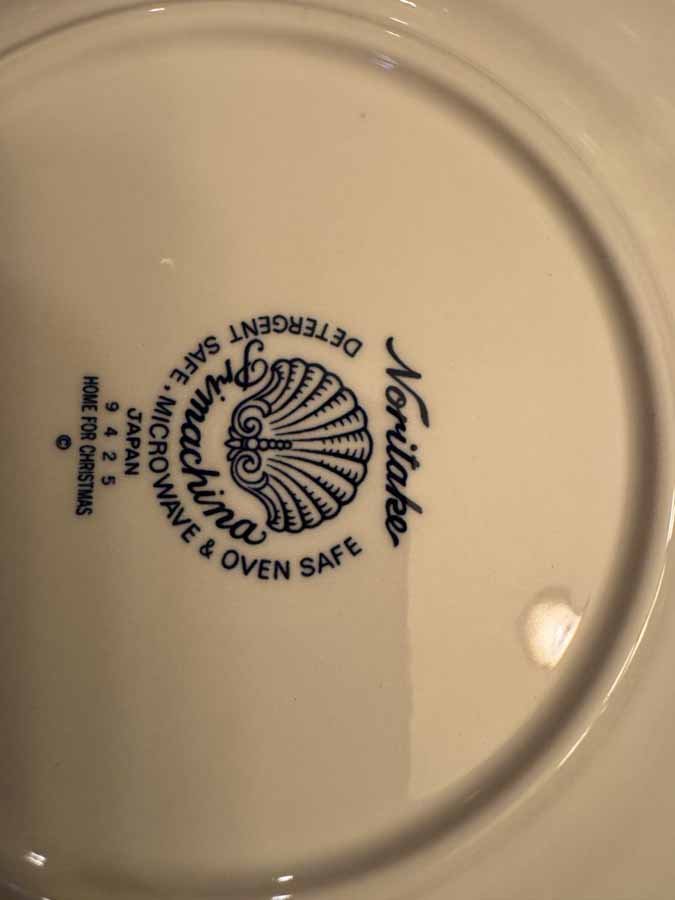 Noritake
DETERGENT SAFE. MICROWAVE & OVEN SAFE
Primachina
JAPAN
9425
HOME FOR CHRISTMAS
©